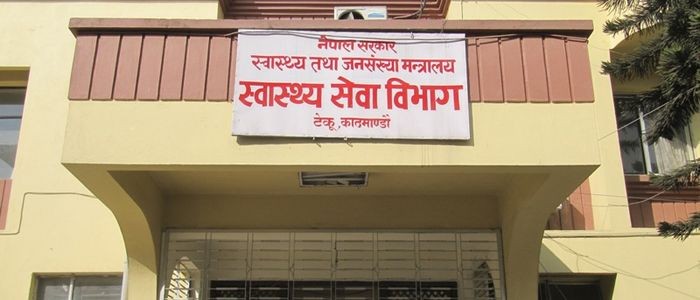 नेपाल सरकार
स्वास्थ्य तथा जनसंख्या मन्त्रालय
स्वास्थ्य सेवा विभाग
टेकू ,काठमाण्डौ